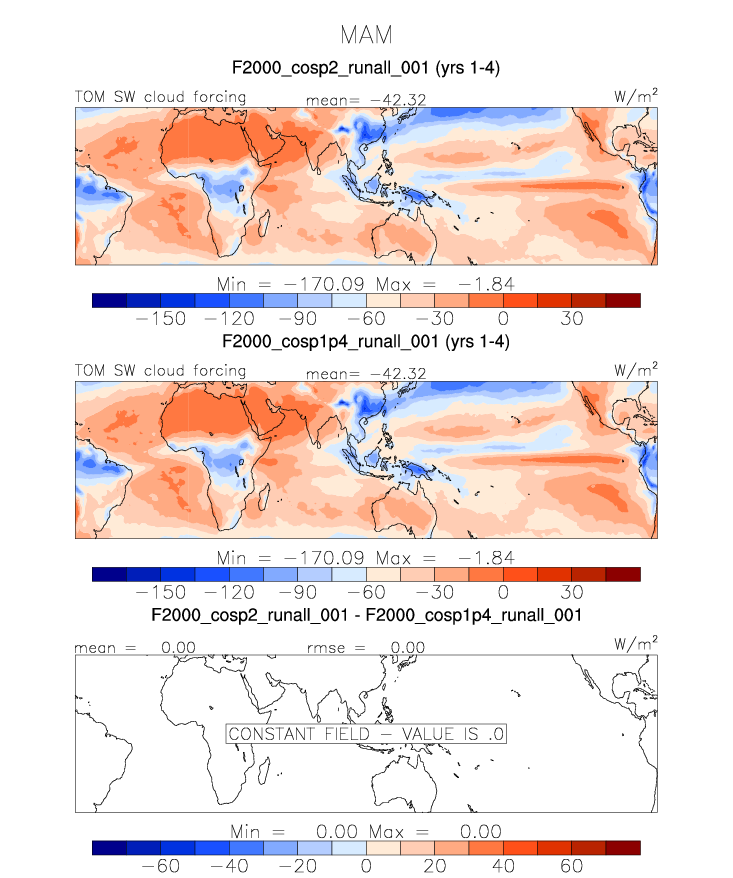 MAM
F2000_cosp2_runall_001 (yrs 1-4)
TOM SW cloud forcing mean= −42.32 W/m²
Min = −170.09 Max = −1.84
−150 −120 −90 −60 −30 0 30
F2000_cosp1p4_runall_001 (yrs 1-4)
TOM SW cloud forcing mean= −42.32 W/m²
Min = −170.09 Max = −1.84
−150 −120 −90 −60 −30 0 30
F2000_cosp2_runall_001 - F2000_cosp1p4_runall_001
mean = 0.00 rmse = 0.00 W/m²
CONSTANT FIELD − VALUE IS .0
Min = 0.00 Max = 0.00
−60 −40 −20 0 20 40 60